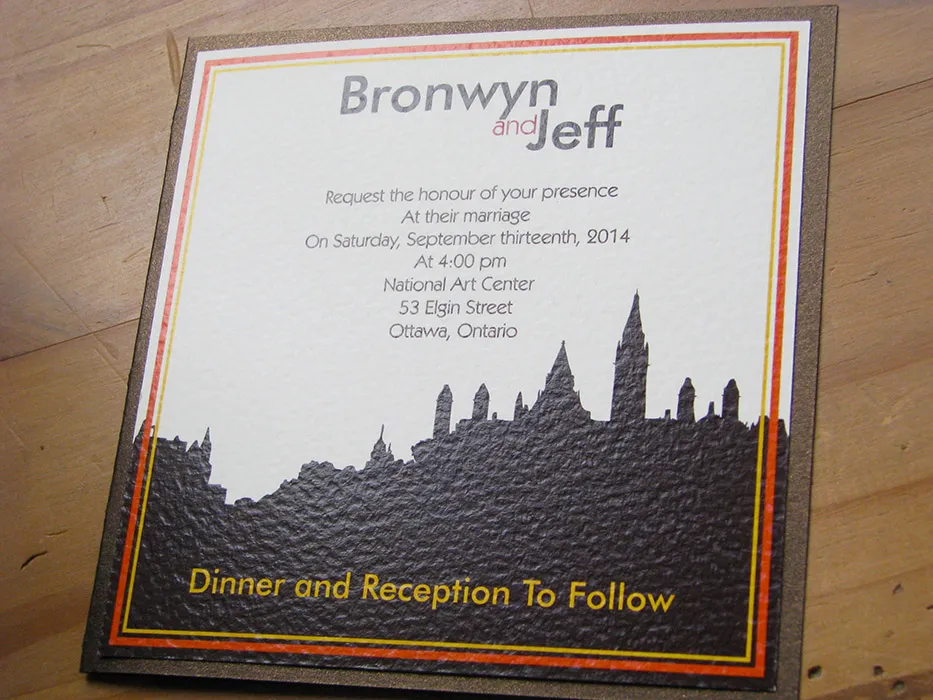 Bronwyn
and Jeff
Request the honour of your presence
At their marriage
On Saturday, September thirteenth, 2014
At 4:00 pm
National Art Center
53 Elgin Street
Ottawa, Ontario
Dinner and Reception To Follow